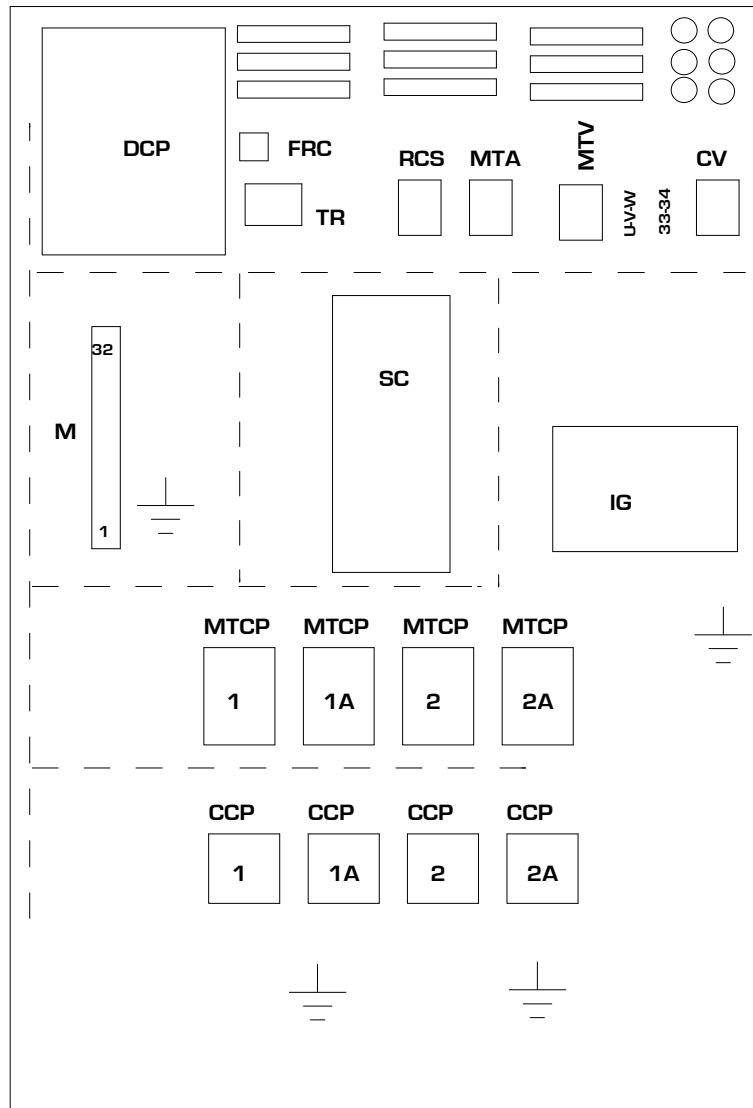 DCP
FRC
TR
RCS MTA MTV U-V-W 33-34 CV
32
M
1
SC
IG
MTCP MTCP MTCP MTCP
1 1A 2 2A
CCP CCP CCP CCP
1 1A 2 2A